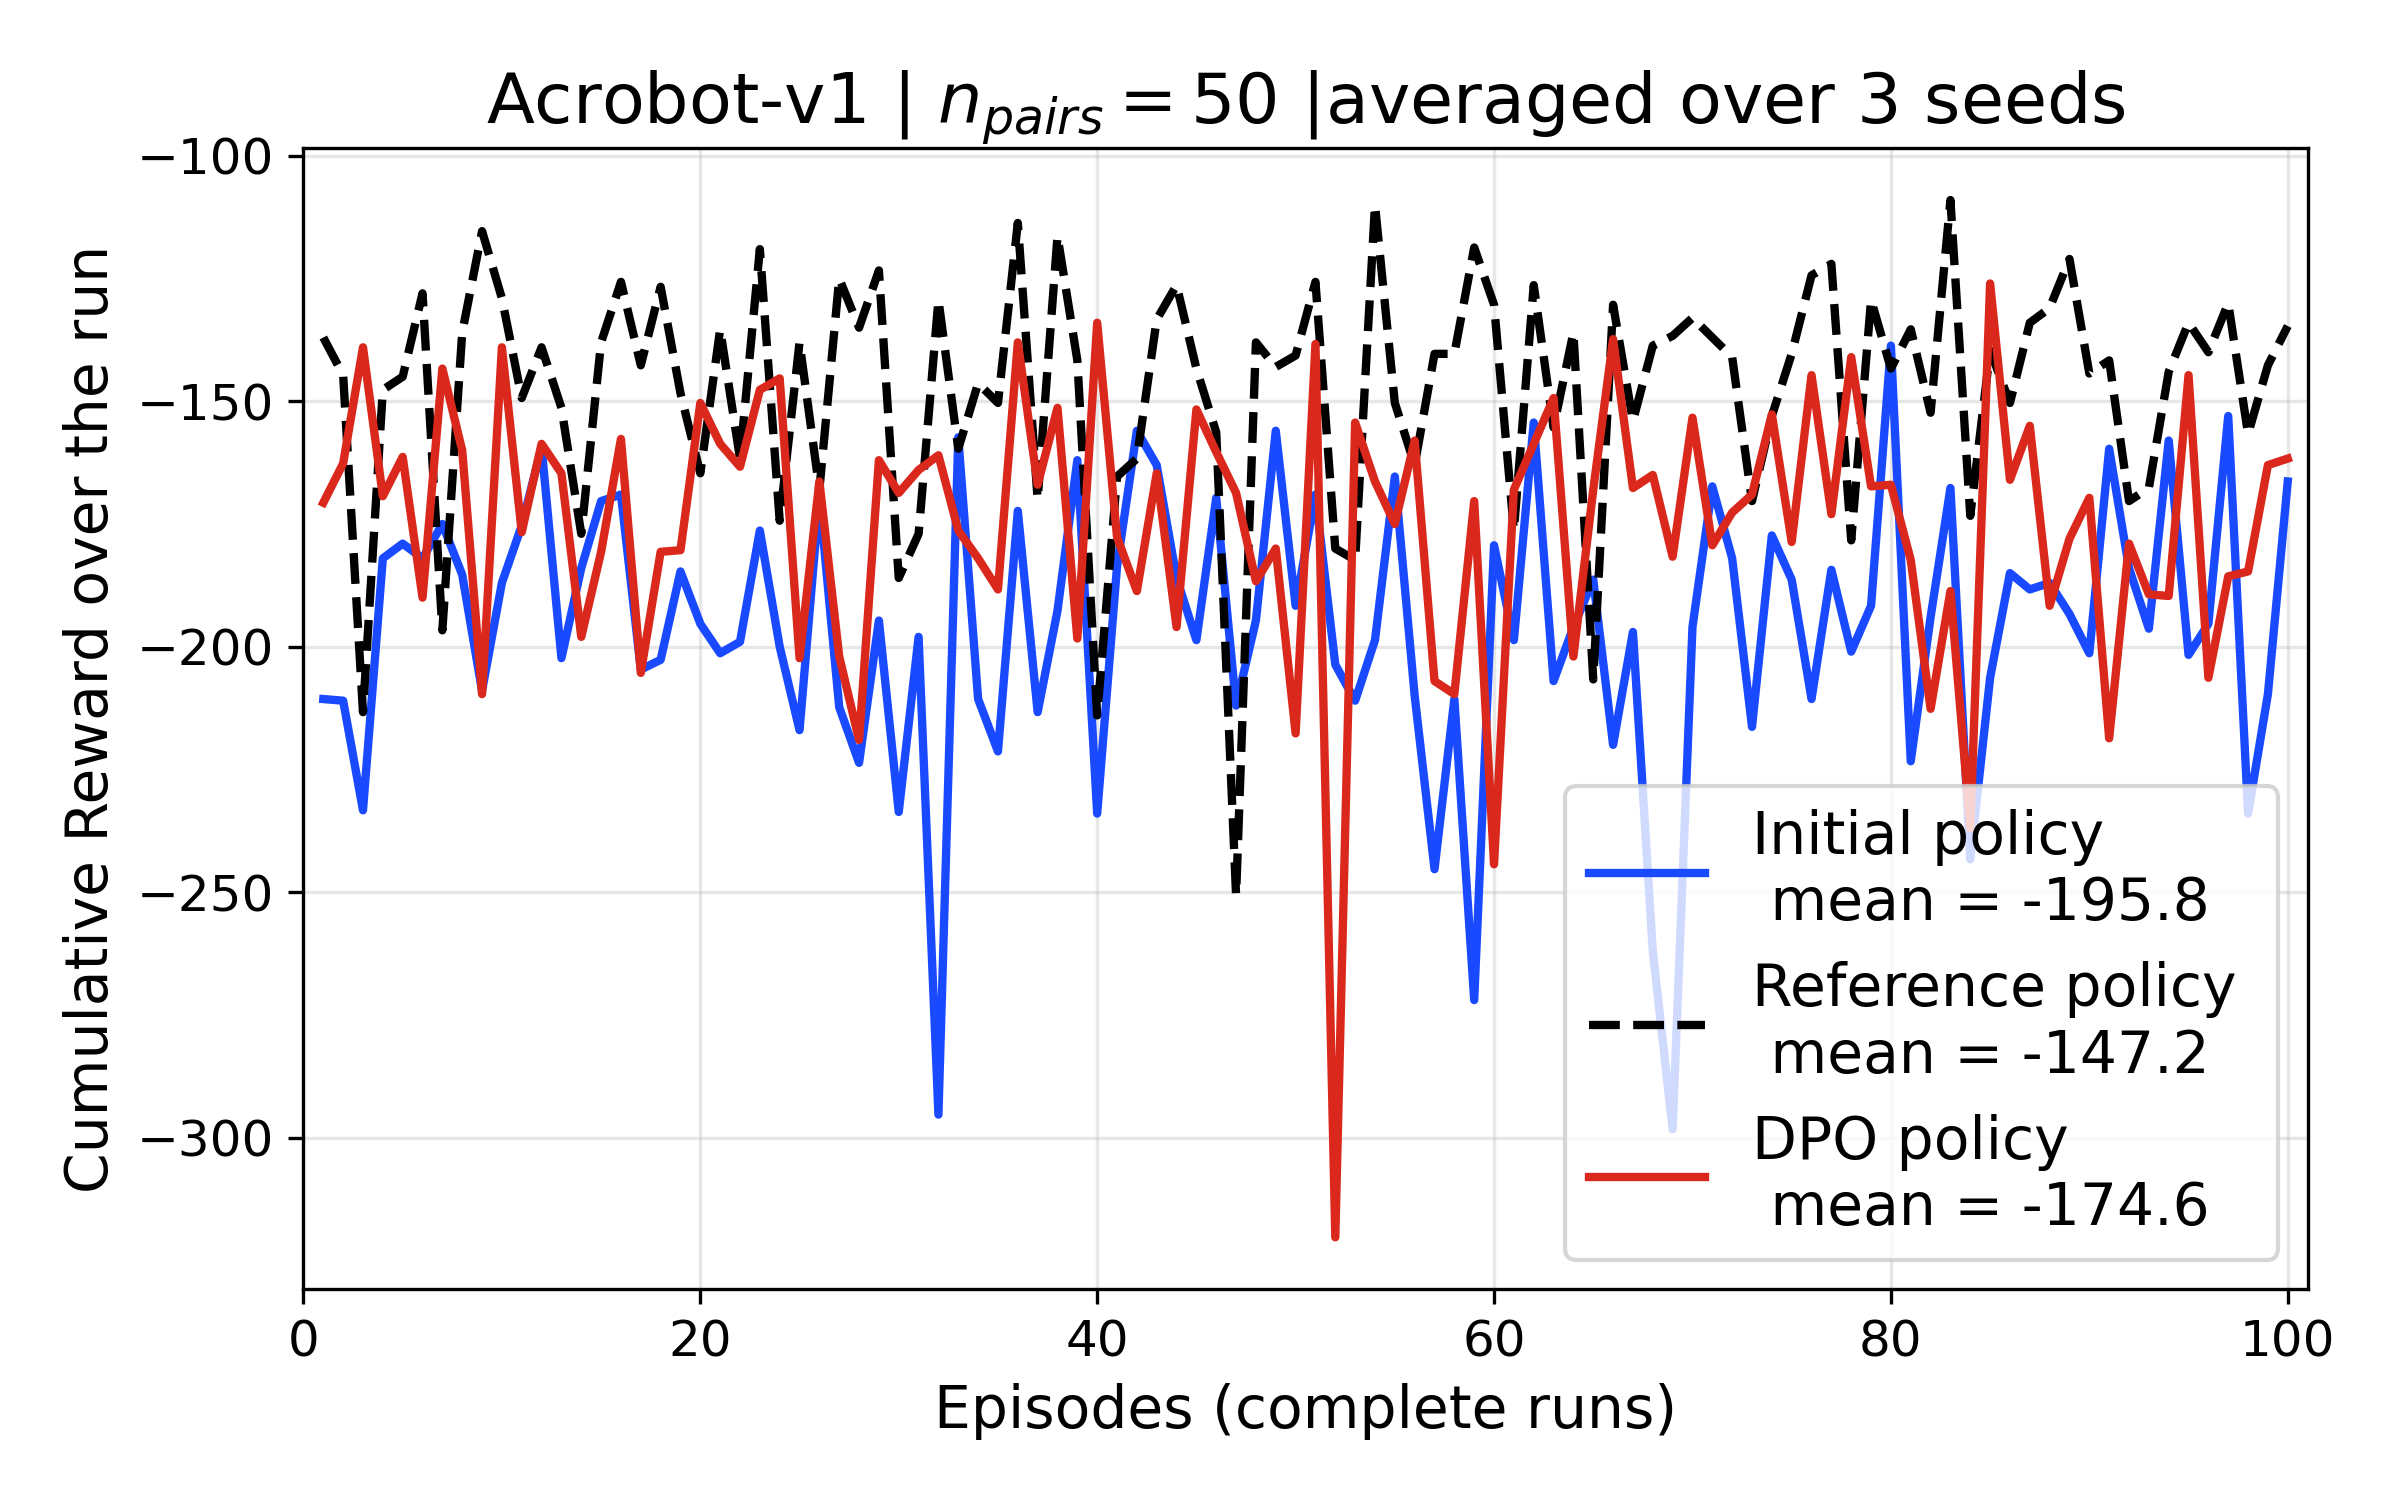 Acrobot-v1 | n_pairs = 50 |averaged over 3 seeds
Cumulative Reward over the run
−100
−150
−200
−250
−300
0
20
40
60
80
100
Episodes (complete runs)
Initial policy
mean = -195.8
Reference policy
mean = -147.2
DPO policy
mean = -174.6